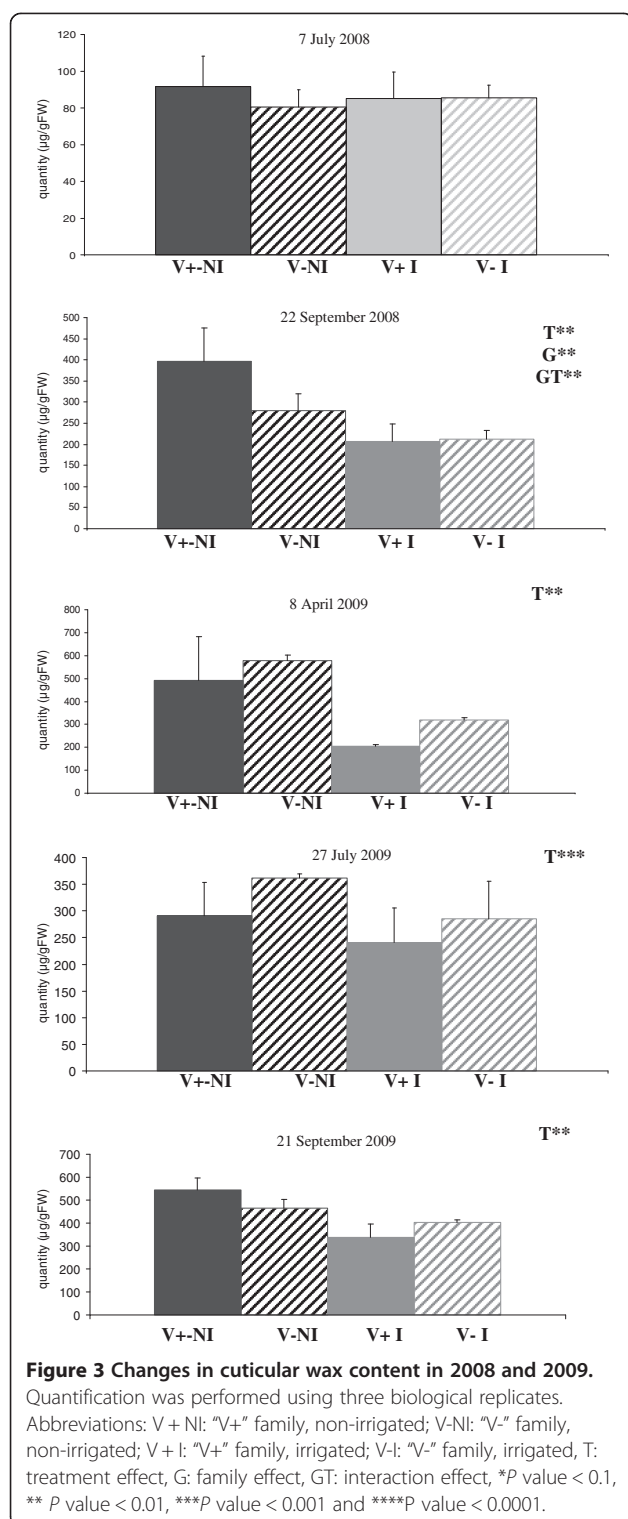 7 July 2008
quantity (µg/gFW)
120
100
80
60
40
20
0
V+-NI V-NI V+ I V- I
22 September 2008
T**
G**
GT**
quantity (µg/gFW)
500
450
400
350
300
250
200
150
100
50
0
V+-NI V-NI V+ I V- I
8 April 2009
T**
quantity (µg/gFW)
800
700
600
500
400
300
200
100
0
V+-NI V-NI V+ I V- I
27 July 2009
T***
quantity (µg/gFW)
400
350
300
250
200
150
100
50
0
V+-NI V-NI V+ I V- I
21 September 2009
T**
quantity (µg/gFW)
700
600
500
400
300
200
100
0
V+-NI V-NI V+ I V- I
Figure 3 Changes in cuticular wax content in 2008 and 2009.
Quantification was performed using three biological replicates.
Abbreviations: V + NI: “V+” family, non-irrigated; V-NI: “V-” family,
non-irrigated; V + I: “V+” family, irrigated; V-I: “V-” family, irrigated, T:
treatment effect, G: family effect, GT: interaction effect, *P value < 0.1,
** P value < 0.01, ***P value < 0.001 and ****P value < 0.0001.